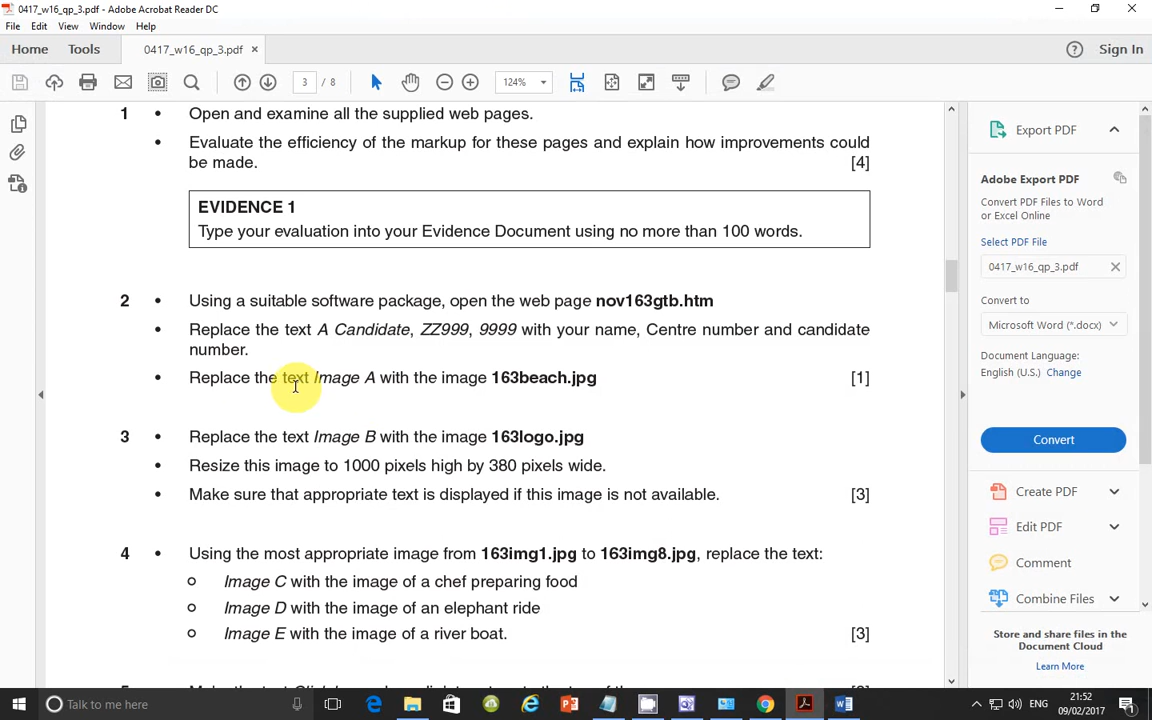 0417_w16_qp_3.pdf - Adobe Acrobat Reader DC
File Edit View Window Help
Home Tools 0417_w16_qp_3.pdf × Sign In
3 / 8 124%
1 • Open and examine all the supplied web pages.
• Evaluate the efficiency of the markup for these pages and explain how improvements could
be made. [4]
EVIDENCE 1
Type your evaluation into your Evidence Document using no more than 100 words.
2 • Using a suitable software package, open the web page nov163gtb.htm
• Replace the text A Candidate, ZZ999, 9999 with your name, Centre number and candidate
number.
• Replace the text Image A with the image 163beach.jpg [1]
3 • Replace the text Image B with the image 163logo.jpg
• Resize this image to 1000 pixels high by 380 pixels wide.
• Make sure that appropriate text is displayed if this image is not available. [3]
4 • Using the most appropriate image from 163img1.jpg to 163img8.jpg, replace the text:
Image C with the image of a chef preparing food
Image D with the image of an elephant ride
Image E with the image of a river boat. [3]
Export PDF
Adobe Export PDF
Convert PDF Files to Word
or Excel Online
Select PDF File
0417_w16_qp_3.pdf ×
Convert to
Microsoft Word (*.docx)
Document Language:
English (U.S.) Change
Convert
Create PDF
Edit PDF
Comment
Combine Files
Store and share files in the
Document Cloud
Learn More
Talk to me
ENG
21:52
09/02/2017